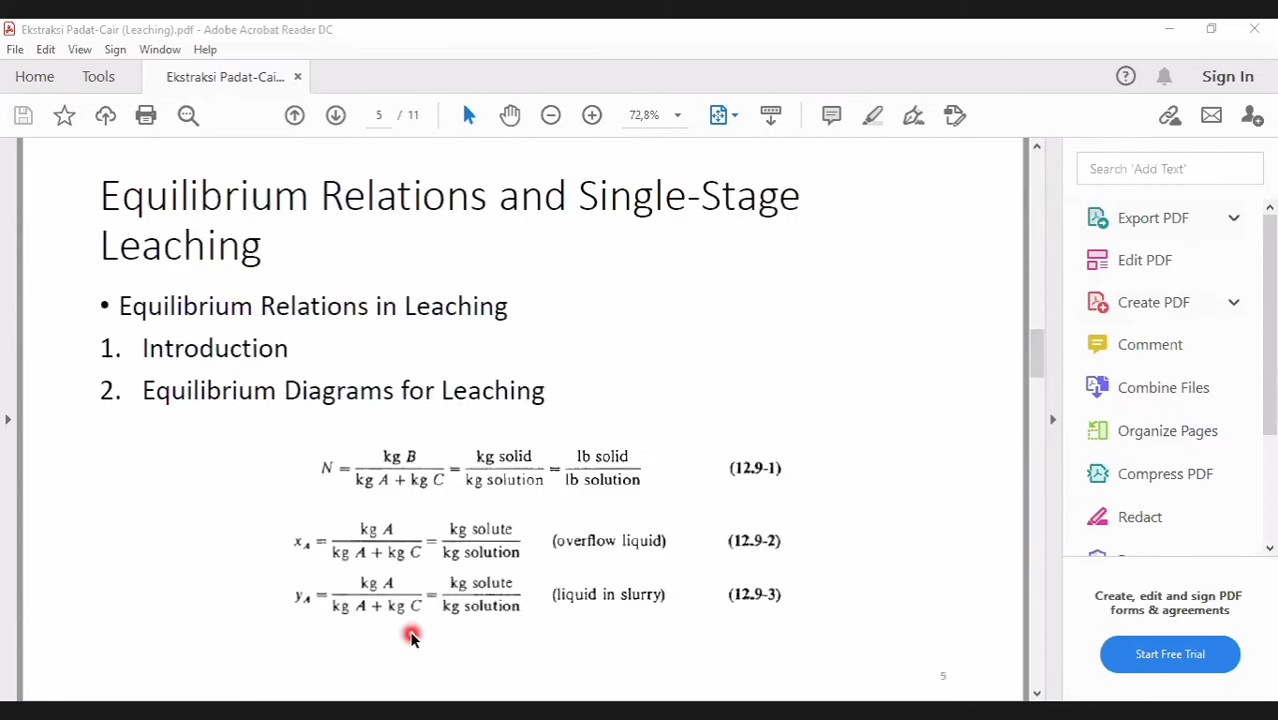 Ekstraksi Padat-Cair (Leaching).pdf - Adobe Acrobat Reader DC
File Edit View Sign Window Help
Home Tools Ekstraksi Padat-Cai... × Sign In
5 / 11 72,8%
Equilibrium Relations and Single-Stage
Leaching
• Equilibrium Relations in Leaching
1. Introduction
2. Equilibrium Diagrams for Leaching
N = kg B / (kg A + kg C) = kg solid / kg solution = lb solid / lb solution (12.9-1)
x_A = kg A / (kg A + kg C) = kg solute / kg solution (overflow liquid) (12.9-2)
y_A = kg A / (kg A + kg C) = kg solute / kg solution (liquid in slurry) (12.9-3)
5
Search 'Add Text'
Export PDF
Edit PDF
Create PDF
Comment
Combine Files
Organize Pages
Compress PDF
Redact
Create, edit and sign PDF
forms & agreements
Start Free Trial